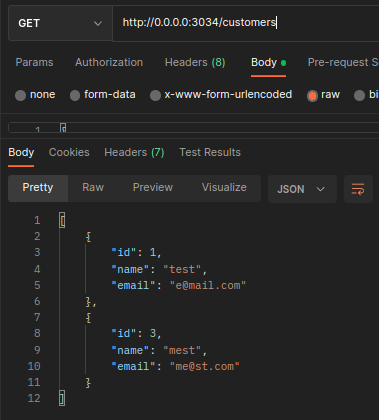 GET http://0.0.0.0:3034/customers
Params Authorization Headers (8) Body Pre-request S
none form-data x-www-form-urlencoded raw bi
1 [
Body Cookies Headers (7) Test Results
Pretty Raw Preview Visualize JSON
1 [
2 {
3 "id": 1,
4 "name": "test",
5 "email": "e@mail.com"
6 },
7 {
8 "id": 3,
9 "name": "mest",
10 "email": "me@st.com"
11 }
12 ]